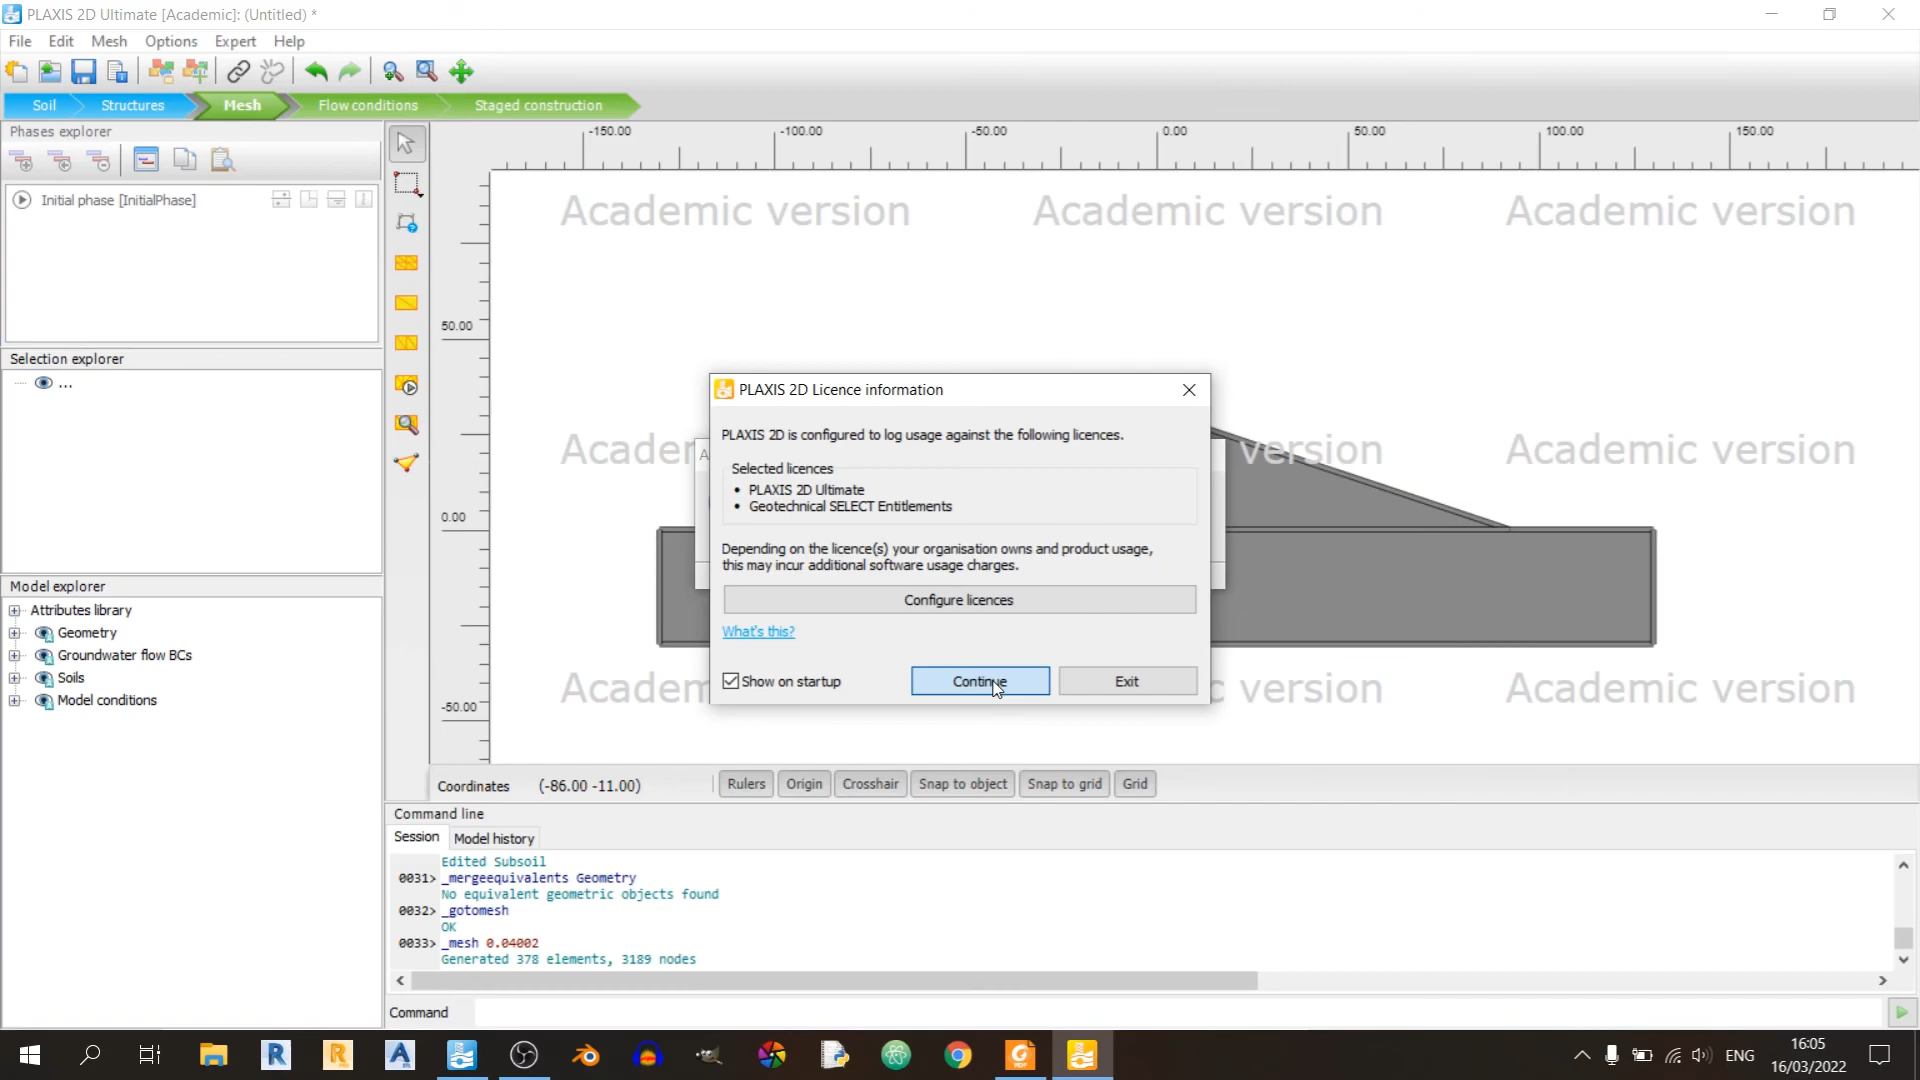 PLAXIS 2D Ultimate [Academic]: (Untitled) *
File Edit Mesh Options Expert Help
Soil Structures Mesh Flow conditions Staged construction
Phases explorer
Initial phase [InitialPhase]
Selection explorer
...
Model explorer
Attributes library
Geometry
Groundwater flow BCs
Soils
Model conditions
-150.00 -100.00 -50.00 0.00 50.00 100.00 150.00
50.00
0.00
-50.00
Academic version Academic version Academic version
Academ version Academic version
Academ version Academic version
PLAXIS 2D Licence information
PLAXIS 2D is configured to log usage against the following licences.
Selected licences
• PLAXIS 2D Ultimate
• Geotechnical SELECT Entitlements
Depending on the licence(s) your organisation owns and product usage,
this may incur additional software usage charges.
Configure licences
What's this?
Show on startup Continue Exit
Coordinates (-86.00 -11.00) Rulers Origin Crosshair Snap to object Snap to grid Grid
Command line
Session Model history
Edited Subsoil
0031> _mergeequivalents Geometry
No equivalent geometric objects found
0032> _gotomesh
OK
0033> _mesh 0.04002
Generated 378 elements, 3189 nodes
Command
ENG 16:05
16/03/2022